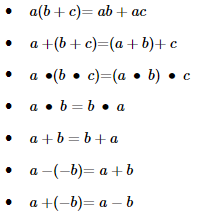 • a(b + c)= ab + ac
• a +(b + c)=(a + b)+ c
• a •(b • c)=(a • b) • c
• a • b = b • a
• a + b = b + a
• a −(−b)= a + b
• a +(−b)= a − b